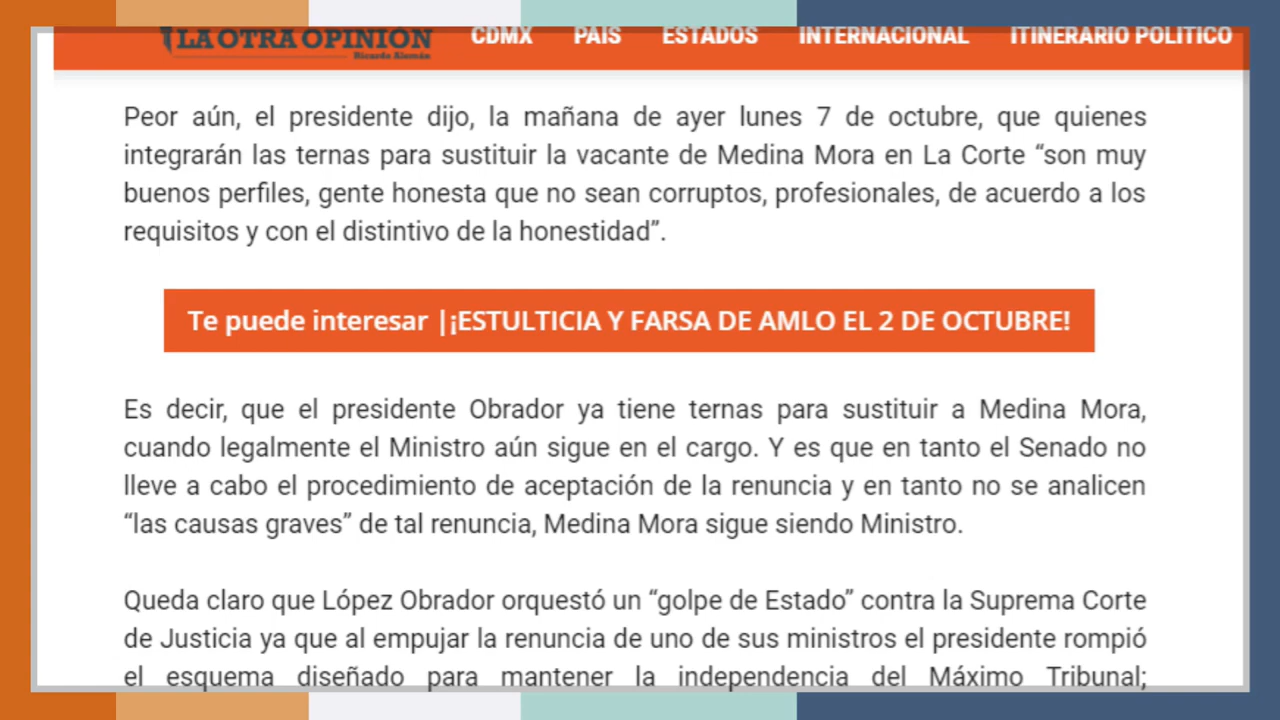 LA OTRA OPINIÓN
Ricardo Alemán
CDMX PAÍS ESTADOS INTERNACIONAL ITINERARIO POLÍTICO
Peor aún, el presidente dijo, la mañana de ayer lunes 7 de octubre, que quienes
integrarán las ternas para sustituir la vacante de Medina Mora en La Corte “son muy
buenos perfiles, gente honesta que no sean corruptos, profesionales, de acuerdo a los
requisitos y con el distintivo de la honestidad”.
Te puede interesar |¡ESTULTICIA Y FARSA DE AMLO EL 2 DE OCTUBRE!
Es decir, que el presidente Obrador ya tiene ternas para sustituir a Medina Mora,
cuando legalmente el Ministro aún sigue en el cargo. Y es que en tanto el Senado no
lleve a cabo el procedimiento de aceptación de la renuncia y en tanto no se analicen
“las causas graves” de tal renuncia, Medina Mora sigue siendo Ministro.
Queda claro que López Obrador orquestó un “golpe de Estado” contra la Suprema Corte
de Justicia ya que al empujar la renuncia de uno de sus ministros el presidente rompió
el esquema diseñado para mantener la independencia del Máximo Tribunal;